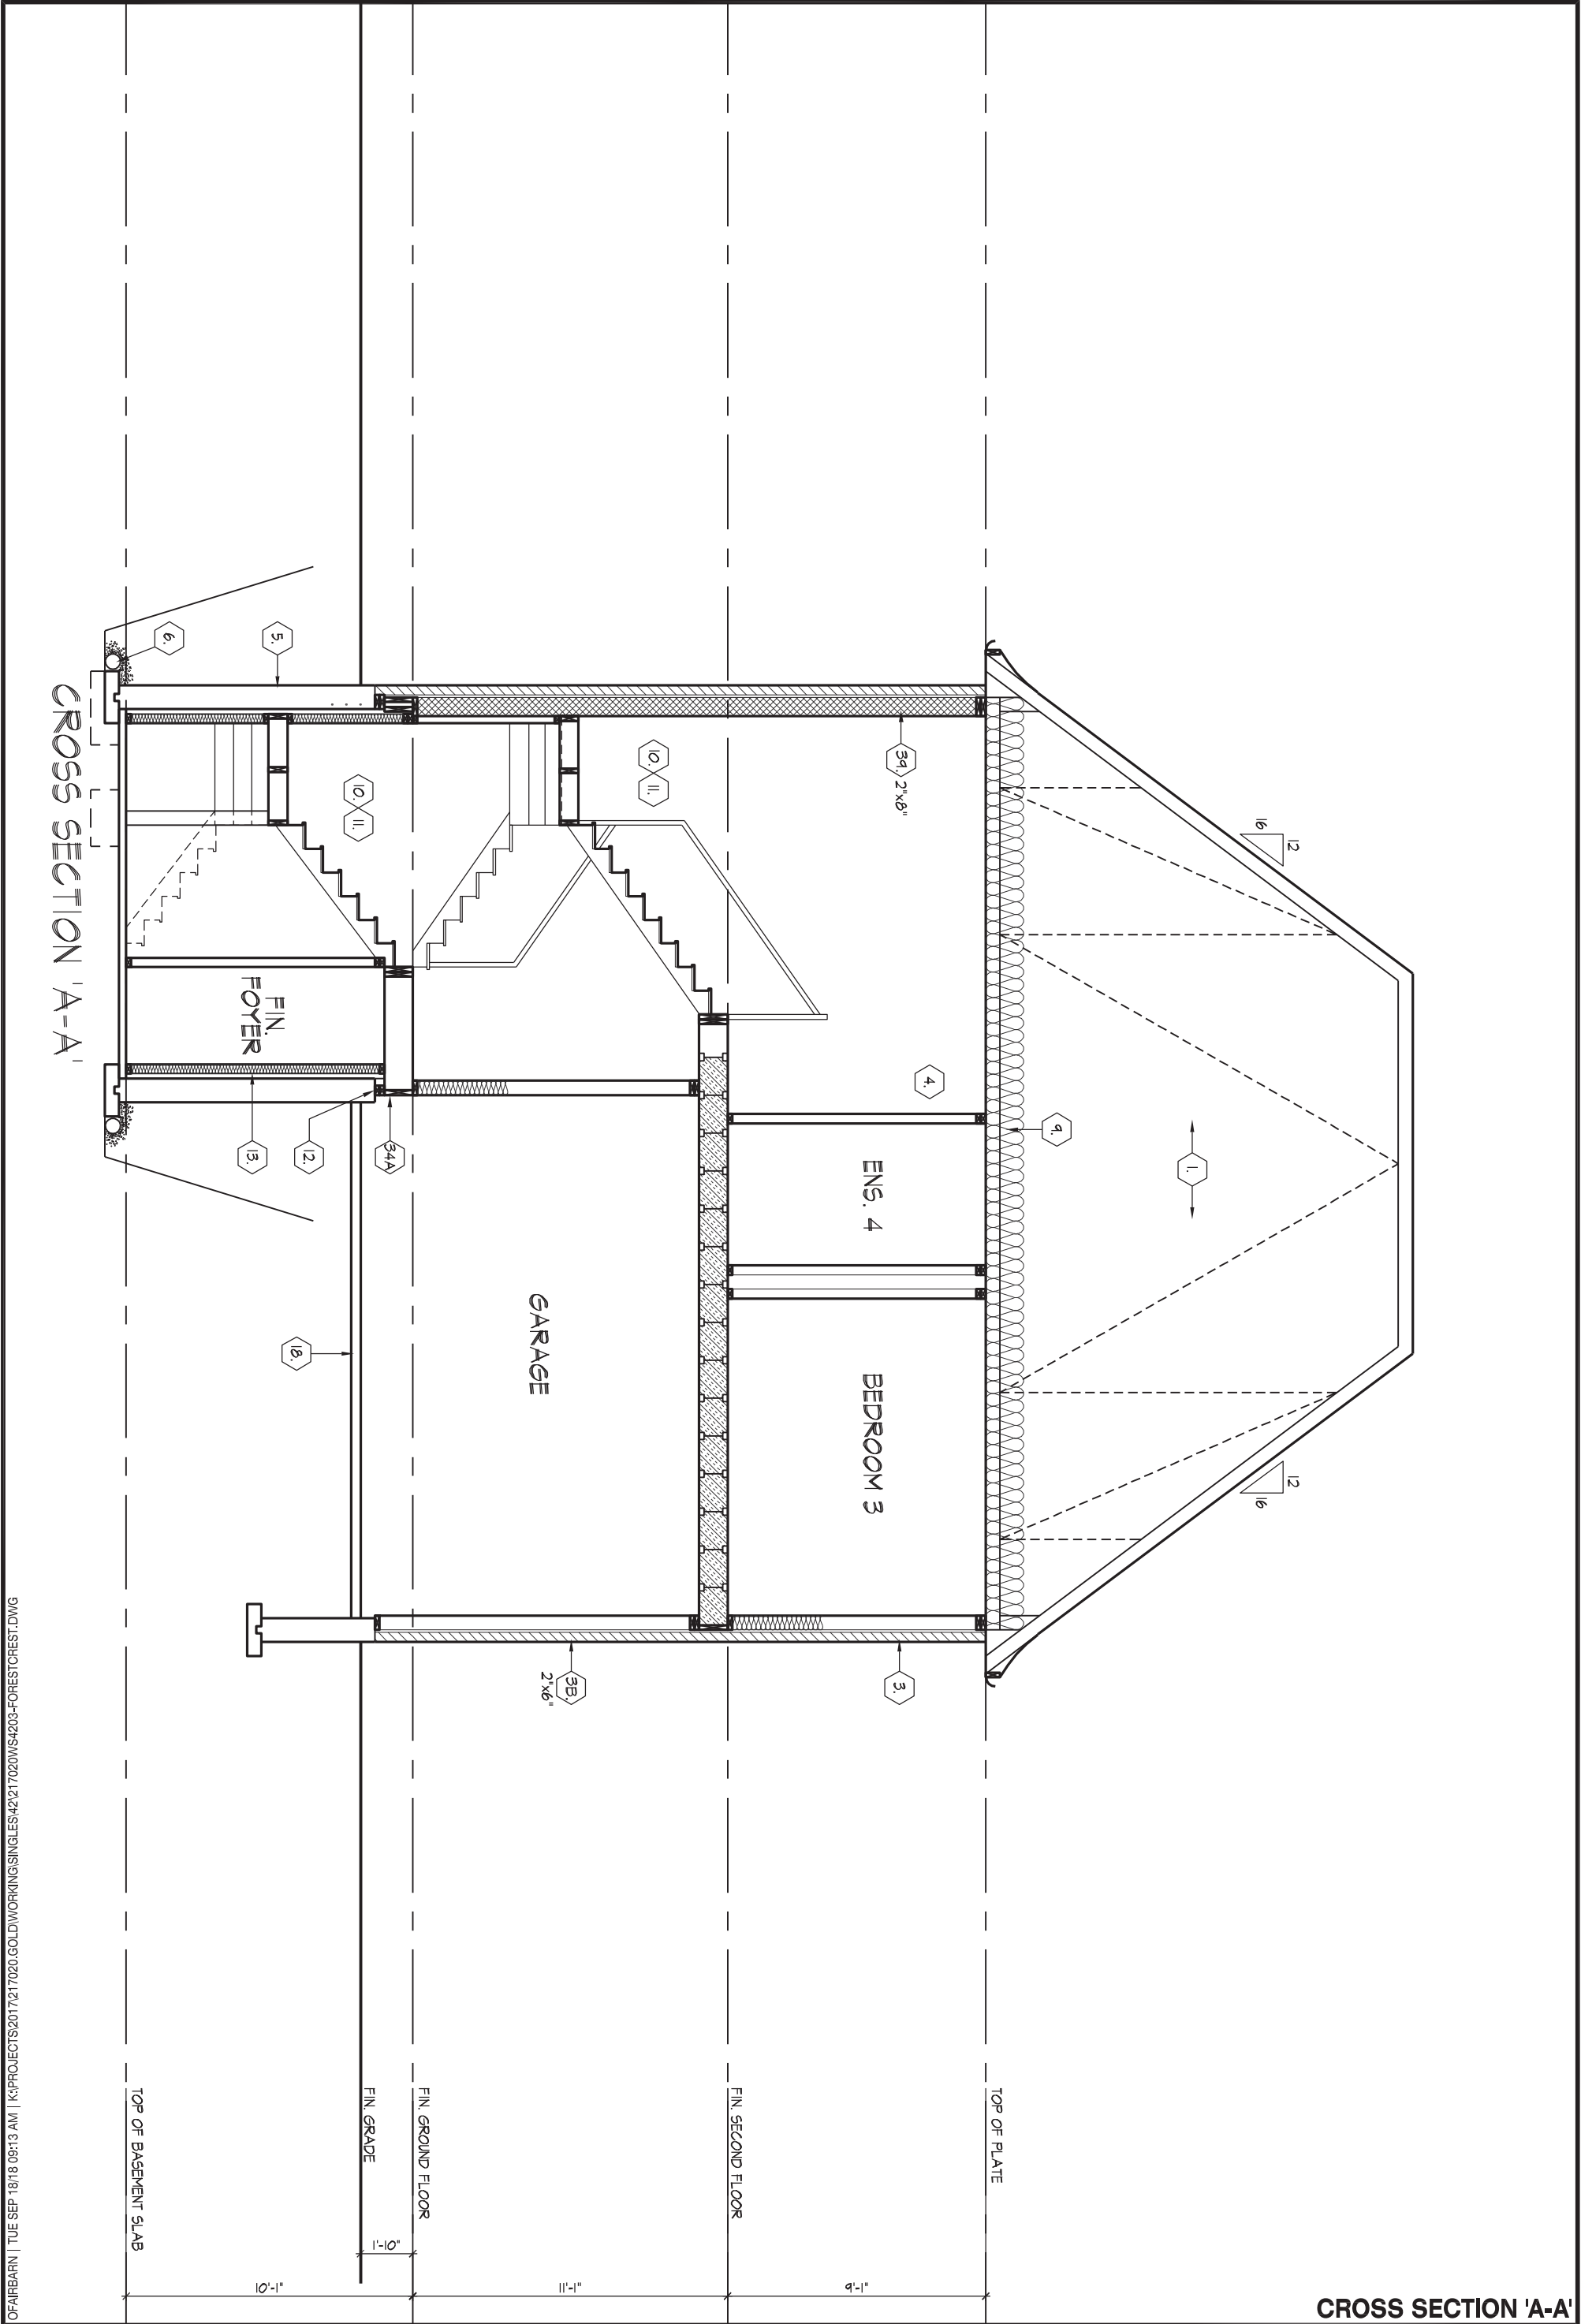 12
16
12
16
1.
9.
TOP OF PLATE
39. 2"x8"
4.
ENS. 4
BEDROOM 3
3.
9'-1"
FIN. SECOND FLOOR
10. 11.
GARAGE
3B.
2"x6"
11'-1"
FIN. GROUND FLOOR
10. 11.
34A
1'-10"
FIN. GRADE
5.
FIN.
FOYER
12.
13.
18.
10'-1"
6.
TOP OF BASEMENT SLAB
CROSS SECTION 'A-A'
CROSS SECTION 'A-A'
OFAIRBARN | TUE SEP 18/18 09:13 AM | K:\PROJECTS\2017\217020.GOLD\WORKING\SINGLES\42\217020WS4203-FORESTCREST.DWG